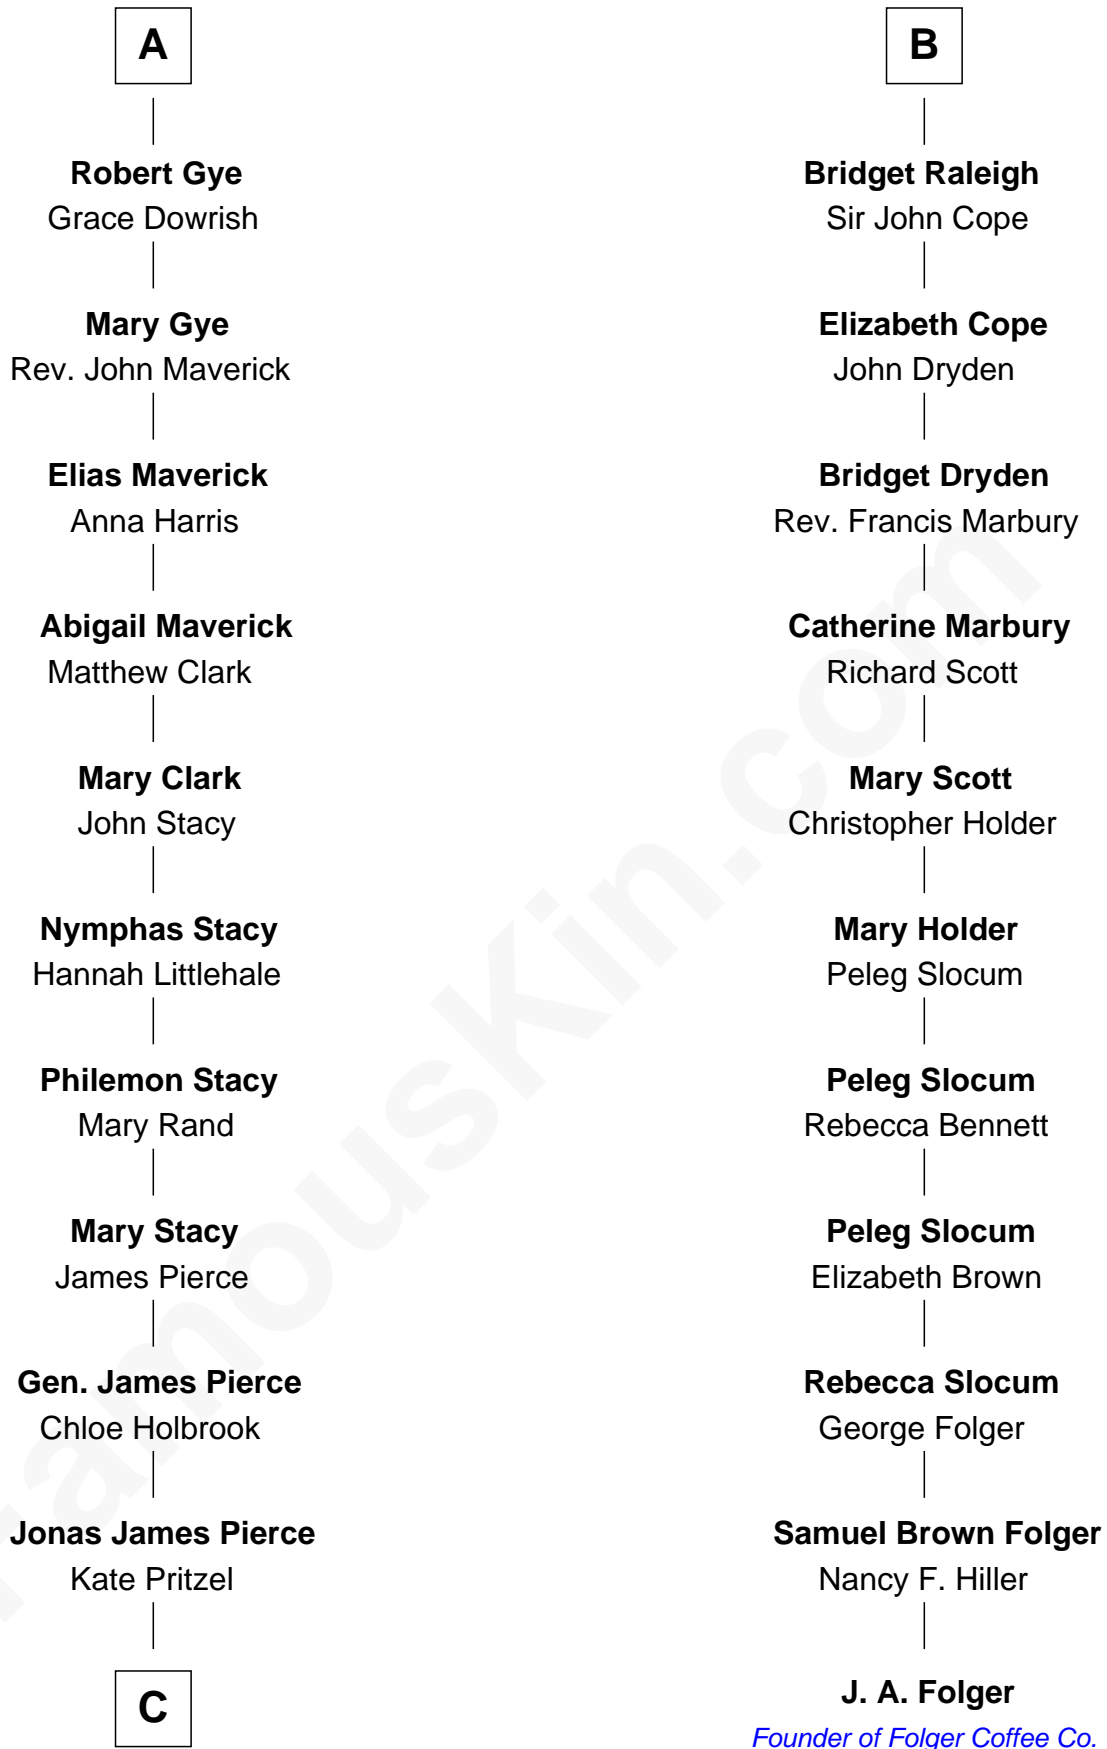 A
Robert Gye
Grace Dowrish
Mary Gye
Rev. John Maverick
Elias Maverick
Anna Harris
Abigail Maverick
Matthew Clark
Mary Clark
John Stacy
Nymphas Stacy
Hannah Littlehale
Philemon Stacy
Mary Rand
Mary Stacy
James Pierce
Gen. James Pierce
Chloe Holbrook
Jonas James Pierce
Kate Pritzel
C
B
Bridget Raleigh
Sir John Cope
Elizabeth Cope
John Dryden
Bridget Dryden
Rev. Francis Marbury
Catherine Marbury
Richard Scott
Mary Scott
Christopher Holder
Mary Holder
Peleg Slocum
Peleg Slocum
Rebecca Bennett
Peleg Slocum
Elizabeth Brown
Rebecca Slocum
George Folger
Samuel Brown Folger
Nancy F. Hiller
J. A. Folger
Founder of Folger Coffee Co.
FamousKin.com